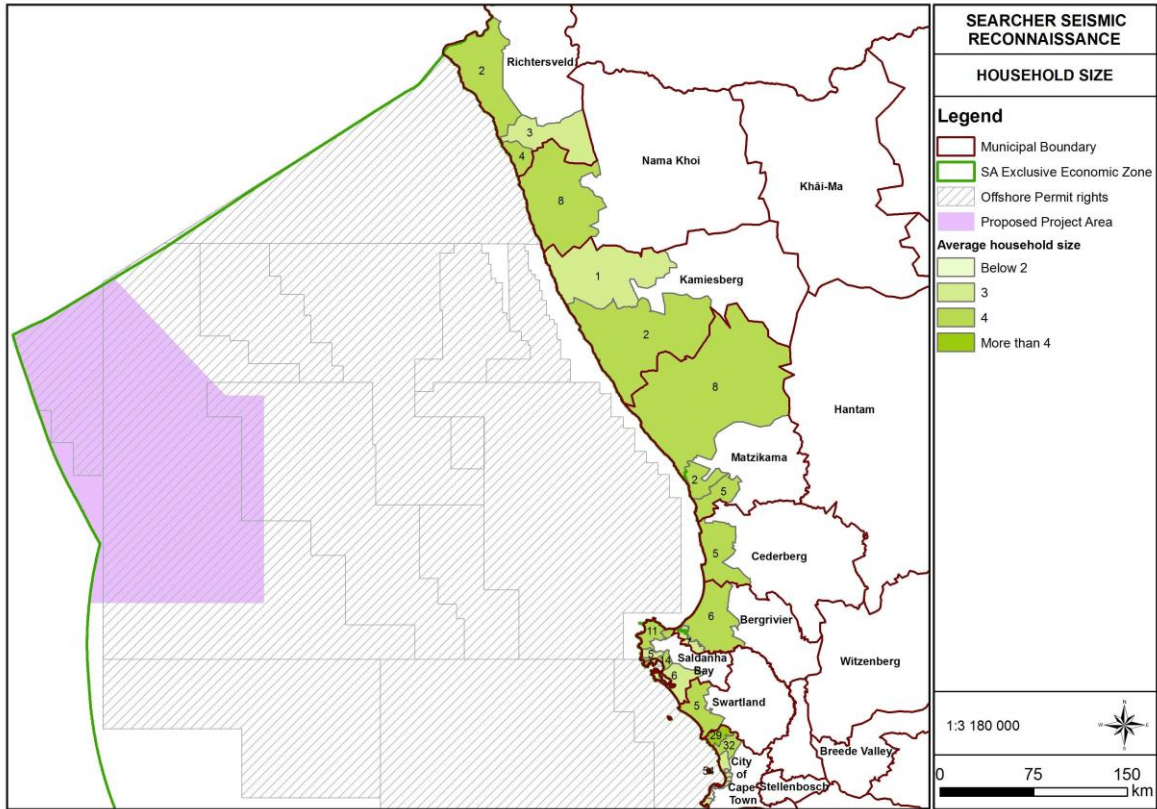 SEARCHER SEISMIC
RECONNAISSANCE
HOUSEHOLD SIZE
Legend
Municipal Boundary
SA Exclusive Economic Zone
Offshore Permit rights
Proposed Project Area
Average household size
Below 2
3
4
More than 4
1:3 180 000
N
W E
S
0 75 150
km
2
Richtersveld
3
4
Nama Khoi
8
Khâi-Ma
1
Kamiesberg
2
8
Hantam
Matzikama
2
5
5
Cederberg
6
Bergrivier
11
7
5
14
Saldanha
Bay
Witzenberg
6
5
Swartland
29
32
Breede Valley
City
of
Cape
Town
Stellenbosch